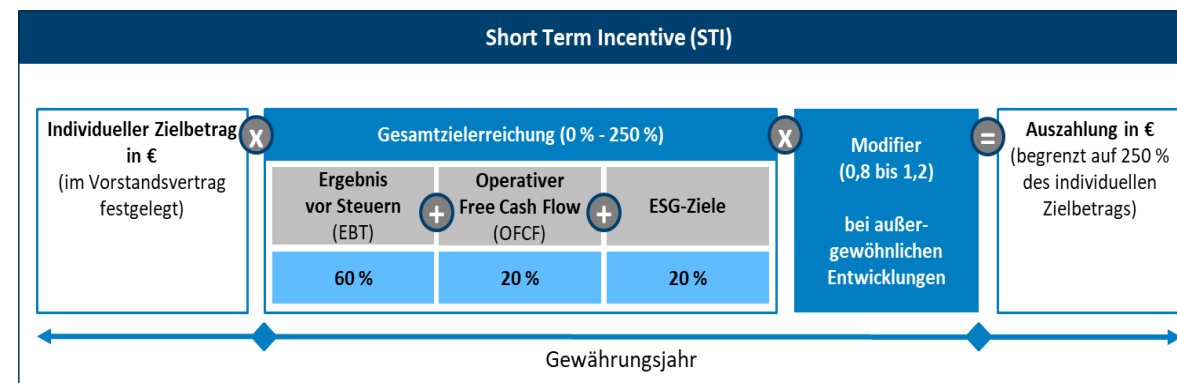 Short Term Incentive (STI)
Individueller Zielbetrag
in €
(im Vorstandsvertrag
festgelegt)
X
Gesamtzielerreichung (0 % - 250 %)
Ergebnis
vor Steuern
(EBT)
+
Operativer
Free Cash Flow
(OFCF)
+
ESG-Ziele
60 %
20 %
20 %
X
Modifier
(0,8 bis 1,2)
bei außer-
gewöhnlichen
Entwicklungen
=
Auszahlung in €
(begrenzt auf 250 %
des individuellen
Zielbetrags)
Gewährungsjahr